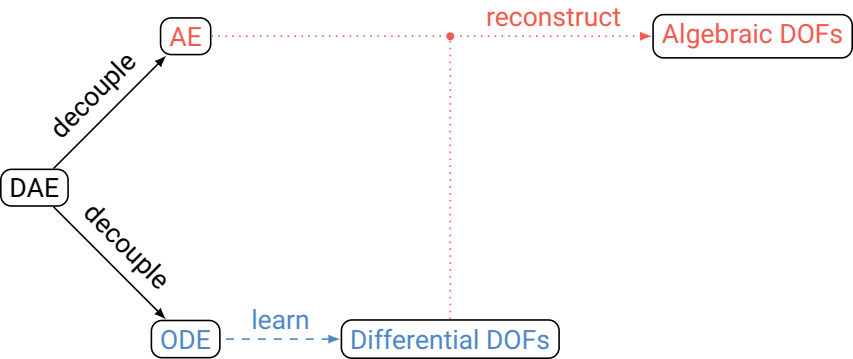 AE
reconstruct
Algebraic DOFs
decouple
DAE
decouple
ODE
learn
Differential DOFs